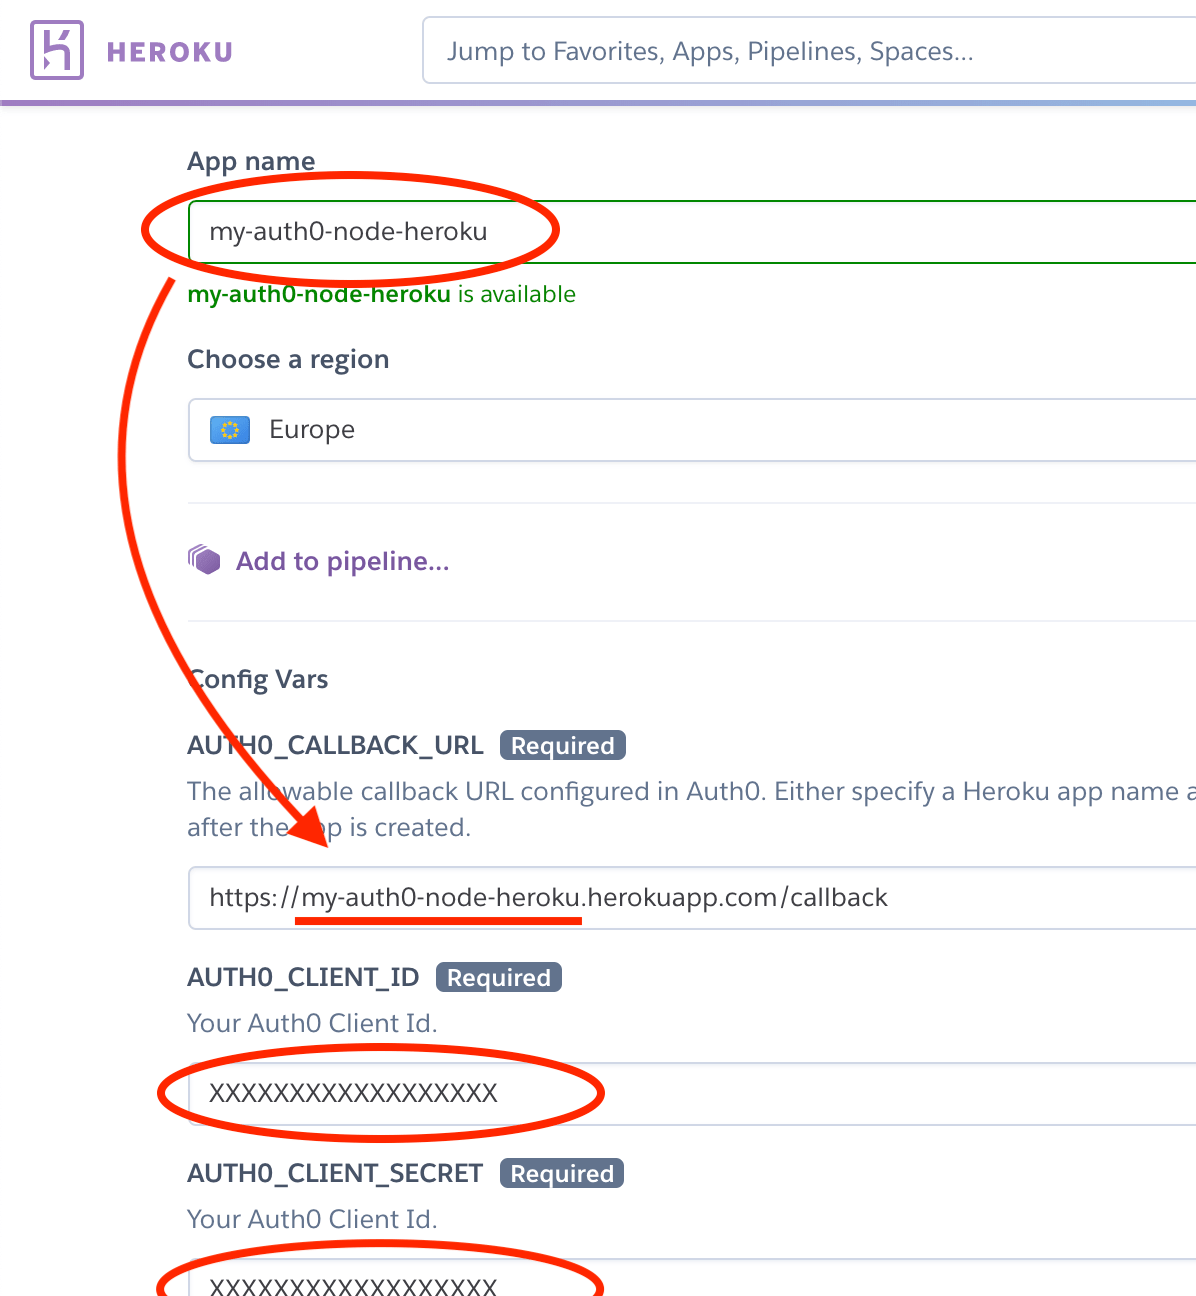 HEROKU
Jump to Favorites, Apps, Pipelines, Spaces...
App name
my-auth0-node-heroku
my-auth0-node-heroku is available
Choose a region
Europe
Add to pipeline...
Config Vars
AUTH0_CALLBACK_URL Required
The allowable callback URL configured in Auth0. Either specify a Heroku app name a
after the app is created.
https://my-auth0-node-heroku.herokuapp.com/callback
AUTH0_CLIENT_ID Required
Your Auth0 Client Id.
XXXXXXXXXXXXXXXXXX
AUTH0_CLIENT_SECRET Required
Your Auth0 Client Id.
XXXXXXXXXXXXXXXXXX